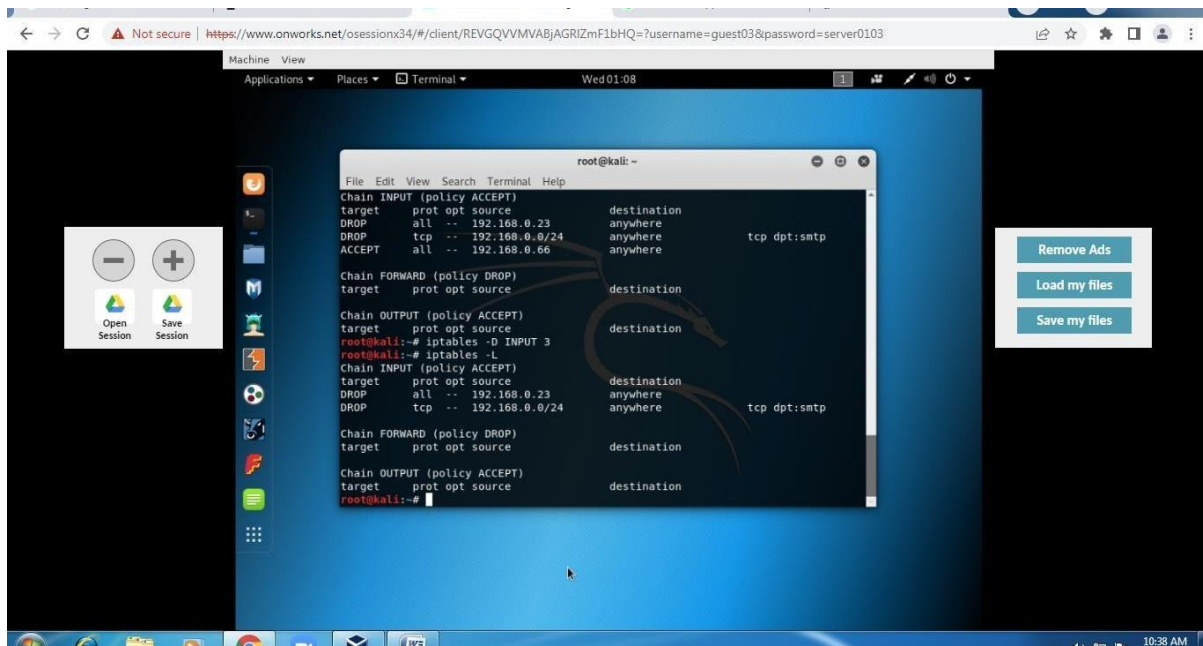 Not secure | https://www.onworks.net/osessionx34/#/client/REVGQVVMVABjAGRlZmF1bHQ=?username=guest03&password=server0103
Machine View
Applications Places Terminal Wed 01:08 1
root@kali: ~
File Edit View Search Terminal Help
Chain INPUT (policy ACCEPT)
target prot opt source destination
DROP all -- 192.168.0.23 anywhere
DROP tcp -- 192.168.0.0/24 anywhere tcp dpt:smtp
ACCEPT all -- 192.168.0.66 anywhere
Chain FORWARD (policy DROP)
target prot opt source destination
Chain OUTPUT (policy ACCEPT)
target prot opt source destination
root@kali:~# iptables -D INPUT 3
root@kali:~# iptables -L
Chain INPUT (policy ACCEPT)
target prot opt source destination
DROP all -- 192.168.0.23 anywhere
DROP tcp -- 192.168.0.0/24 anywhere tcp dpt:smtp
Chain FORWARD (policy DROP)
target prot opt source destination
Chain OUTPUT (policy ACCEPT)
target prot opt source destination
root@kali:~#
Open Session
Save Session
Remove Ads
Load my files
Save my files
10:38 AM